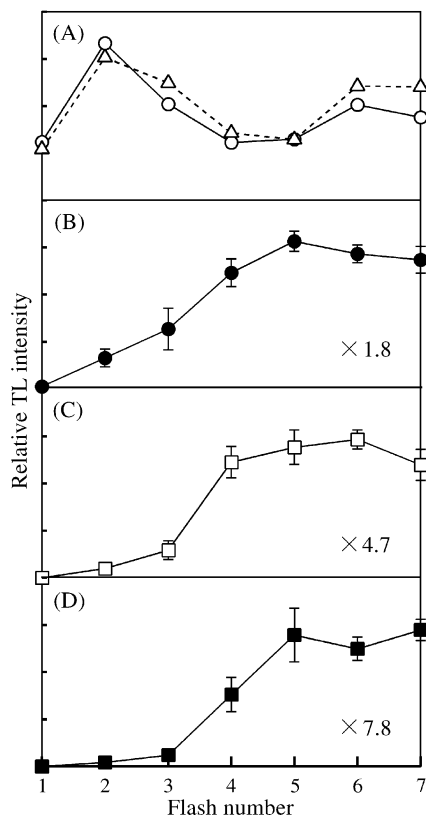 (A)
(B)
× 1.8
(C)
× 4.7
(D)
× 7.8
Relative TL intensity
1 2 3 4 5 6 7
Flash number